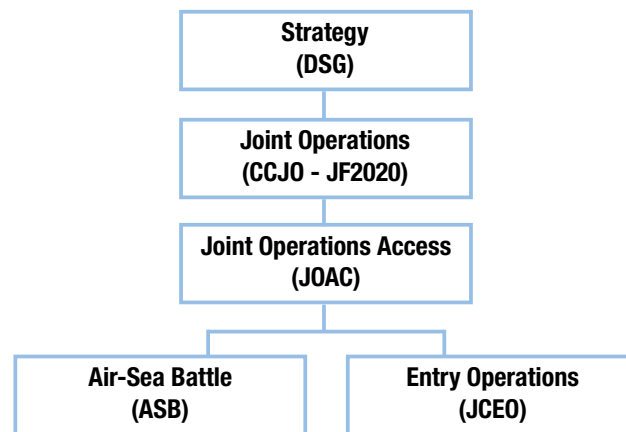 Strategy
(DSG)
Joint Operations
(CCJO - JF2020)
Joint Operations Access
(JOAC)
Air-Sea Battle
(ASB)
Entry Operations
(JCEO)